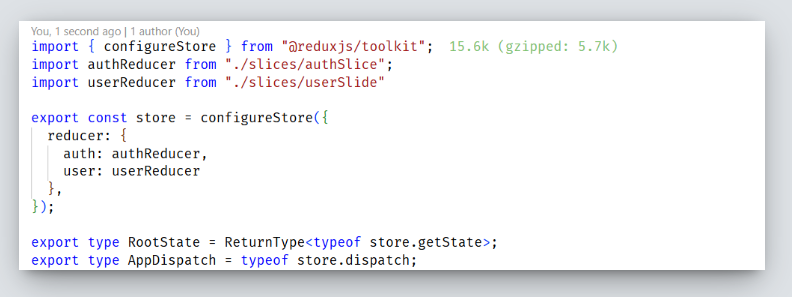 You, 1 second ago | 1 author (You)
import { configureStore } from "@reduxjs/toolkit";  15.6k (gzipped: 5.7k)
import authReducer from "./slices/authSlice";
import userReducer from "./slices/userSlide"

export const store = configureStore({
  reducer: {
    auth: authReducer,
    user: userReducer
  },
});

export type RootState = ReturnType<typeof store.getState>;
export type AppDispatch = typeof store.dispatch;